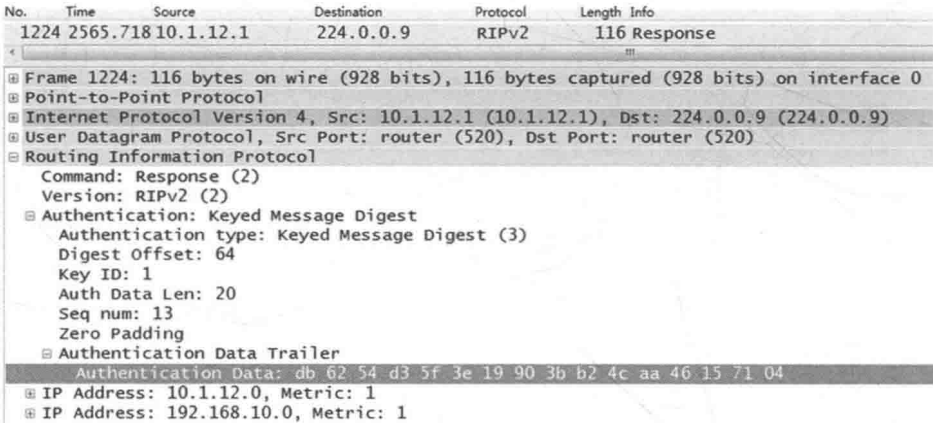 No. Time Source Destination Protocol Length Info
1224 2565.718 10.1.12.1 224.0.0.9 RIPv2 116 Response
Frame 1224: 116 bytes on wire (928 bits), 116 bytes captured (928 bits) on interface 0
Point-to-Point Protocol
Internet Protocol Version 4, Src: 10.1.12.1 (10.1.12.1), Dst: 224.0.0.9 (224.0.0.9)
User Datagram Protocol, Src Port: router (520), Dst Port: router (520)
Routing Information Protocol
Command: Response (2)
Version: RIPv2 (2)
Authentication: Keyed Message Digest
Authentication type: Keyed Message Digest (3)
Digest Offset: 64
Key ID: 1
Auth Data Len: 20
Seq num: 13
Zero Padding
Authentication Data Trailer
Authentication Data: db 62 54 d3 5f 3e 19 90 3b b2 4c aa 46 15 71 04
IP Address: 10.1.12.0, Metric: 1
IP Address: 192.168.10.0, Metric: 1